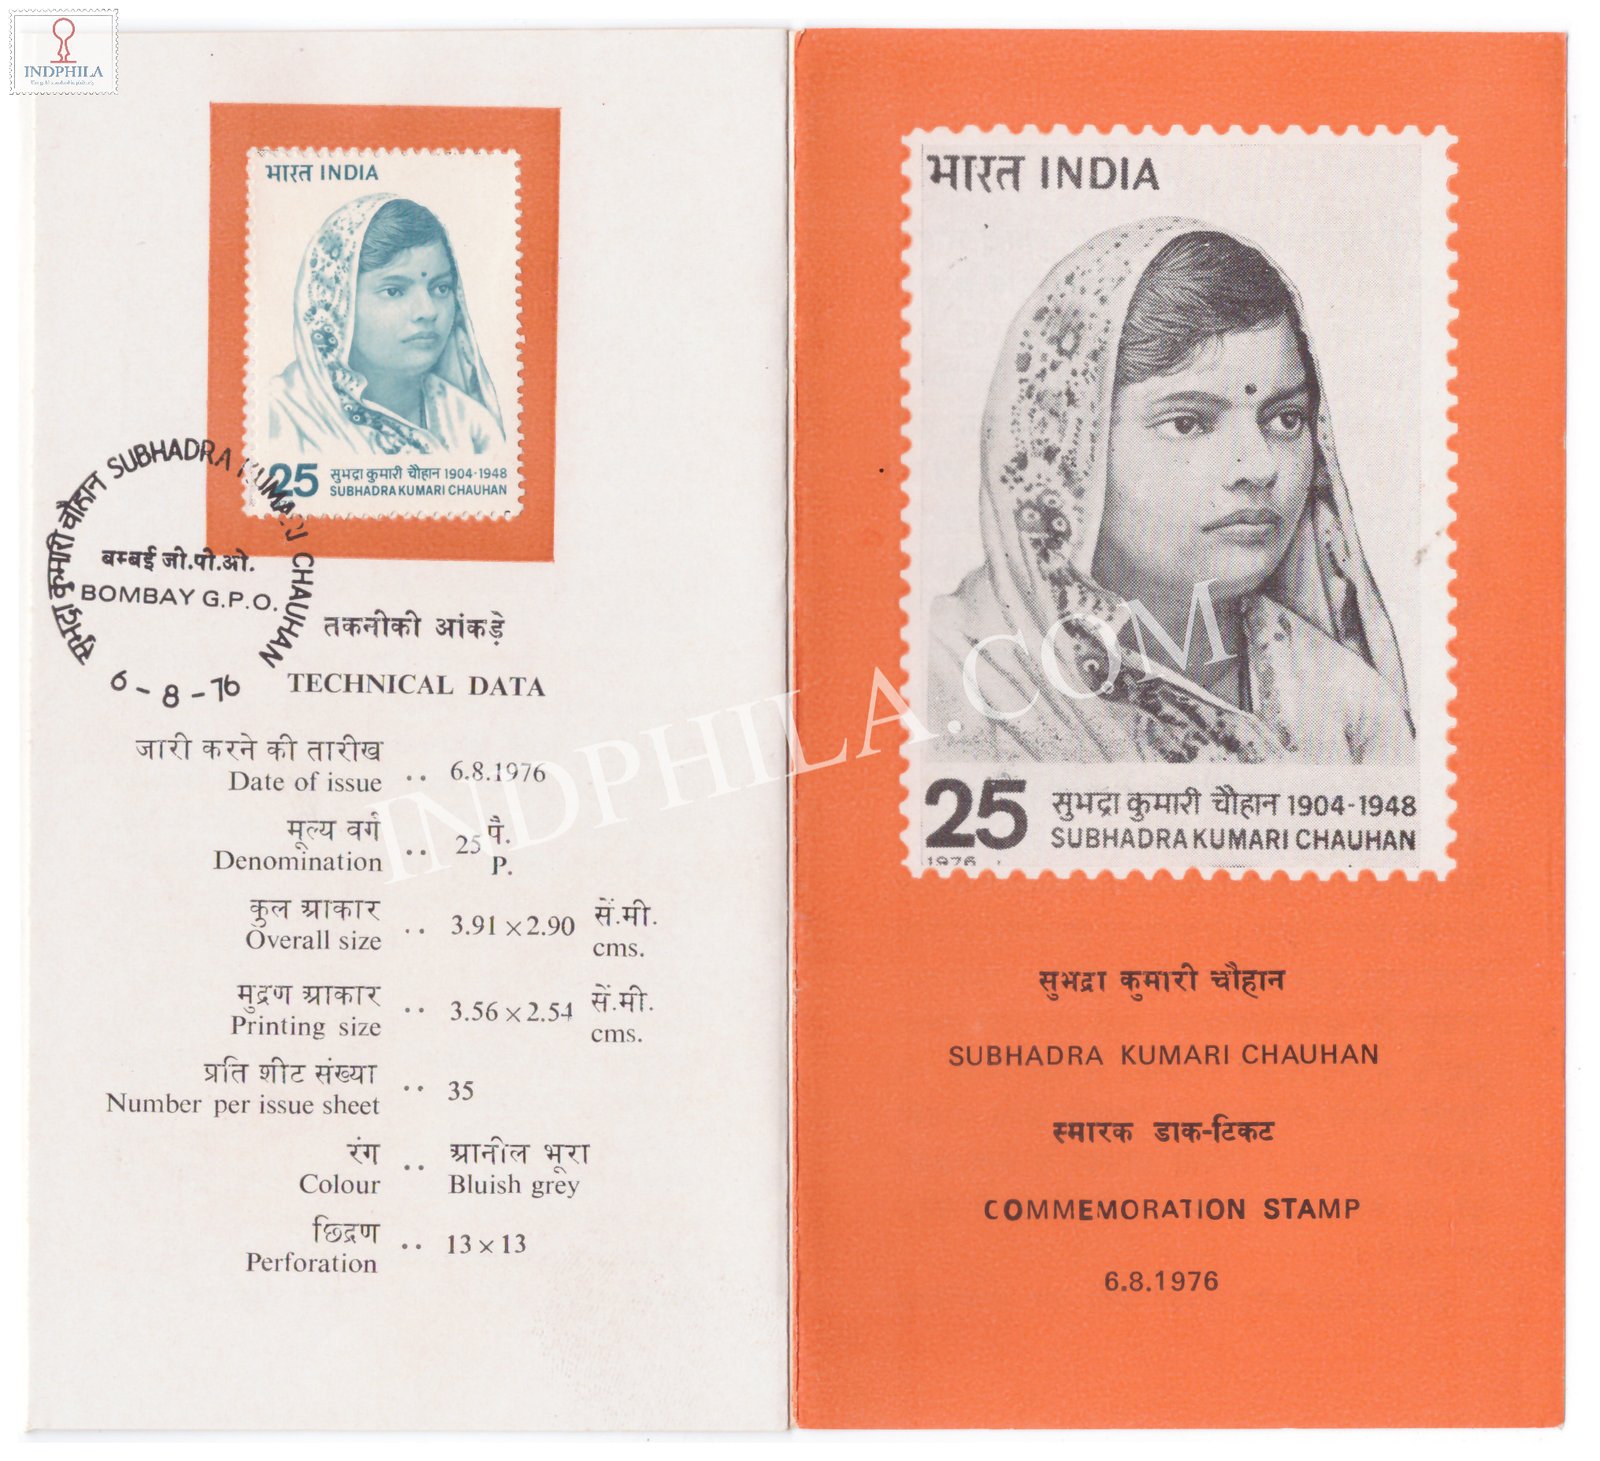 INDPHILA
भारत INDIA
25 सुभद्रा कुमारी चौहान 1904-1948
SUBHADRA KUMARI CHAUHAN
सुभद्रा कुमारी चौहान SUBHADRA KUMARI CHAUHAN
बम्बई जी.पी.ओ.
BOMBAY G.P.O.
6-8-76
तकनीकी आंकड़े
TECHNICAL DATA
जारी करने की तारीख
Date of issue .. 6.8.1976
मूल्य वर्ग
Denomination .. 25 पै.
P.
कुल आकार
Overall size .. 3.91 × 2.90 सें.मी.
cms.
मुद्रण आकार
Printing size .. 3.56 × 2.54 सें.मी.
cms.
प्रति शीट संख्या
Number per issue sheet .. 35
रंग .. आनील भूरा
Colour Bluish grey
छिद्रण
Perforation .. 13 × 13
भारत INDIA
25 सुभद्रा कुमारी चौहान 1904-1948
SUBHADRA KUMARI CHAUHAN
1976
सुभद्रा कुमारी चौहान
SUBHADRA KUMARI CHAUHAN
स्मारक डाक-टिकट
COMMEMORATION STAMP
6.8.1976
INDPHILA.COM